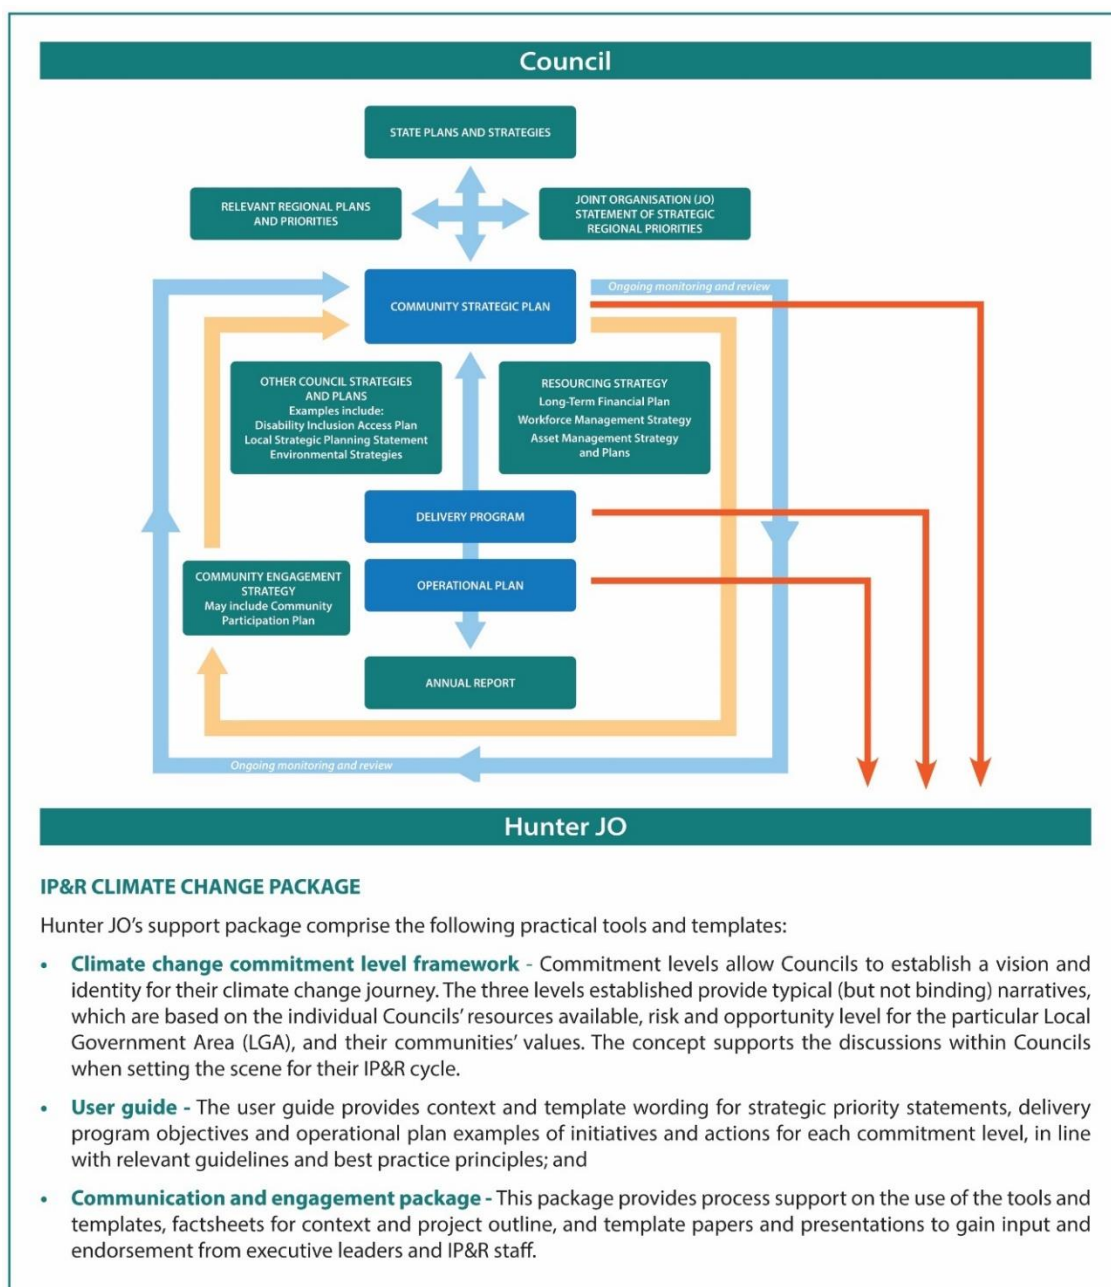 Council
STATE PLANS AND STRATEGIES
RELEVANT REGIONAL PLANS
AND PRIORITIES
JOINT ORGANISATION (JO)
STATEMENT OF STRATEGIC
REGIONAL PRIORITIES
COMMUNITY STRATEGIC PLAN
Ongoing monitoring and review
OTHER COUNCIL STRATEGIES
AND PLANS
Examples include:
Disability Inclusion Access Plan
Local Strategic Planning Statement
Environmental Strategies
RESOURCING STRATEGY
Long-Term Financial Plan
Workforce Management Strategy
Asset Management Strategy
and Plans
DELIVERY PROGRAM
COMMUNITY ENGAGEMENT
STRATEGY
May include Community
Participation Plan
OPERATIONAL PLAN
ANNUAL REPORT
Ongoing monitoring and review
Hunter JO
IP&R CLIMATE CHANGE PACKAGE
Hunter JO's support package comprise the following practical tools and templates:
• Climate change commitment level framework - Commitment levels allow Councils to establish a vision and
identity for their climate change journey. The three levels established provide typical (but not binding) narratives,
which are based on the individual Councils' resources available, risk and opportunity level for the particular Local
Government Area (LGA), and their communities' values. The concept supports the discussions within Councils
when setting the scene for their IP&R cycle.
• User guide - The user guide provides context and template wording for strategic priority statements, delivery
program objectives and operational plan examples of initiatives and actions for each commitment level, in line
with relevant guidelines and best practice principles; and
• Communication and engagement package - This package provides process support on the use of the tools and
templates, factsheets for context and project outline, and template papers and presentations to gain input and
endorsement from executive leaders and IP&R staff.